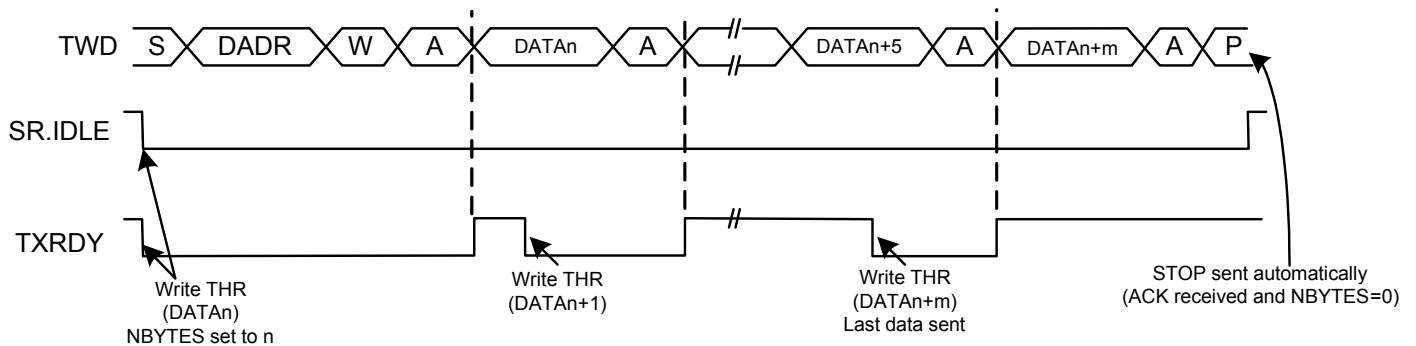 TWD S DADR W A DATAn A DATAn+5 A DATAn+m A P
SR.IDLE
TXRDY
Write THR
(DATAn)
NBYTES set to n
Write THR
(DATAn+1)
Write THR
(DATAn+m)
Last data sent
STOP sent automatically
(ACK received and NBYTES=0)